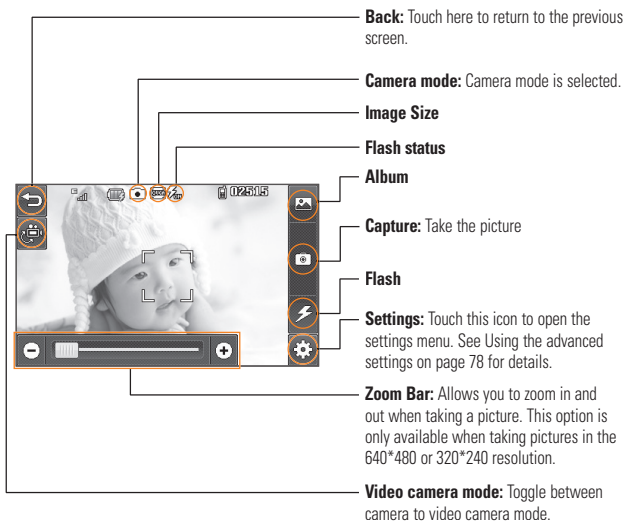 Back: Touch here to return to the previous
screen.
Camera mode: Camera mode is selected.
Image Size
Flash status
Album
Capture: Take the picture
Flash
Settings: Touch this icon to open the
settings menu. See Using the advanced
settings on page 78 for details.
Zoom Bar: Allows you to zoom in and
out when taking a picture. This option is
only available when taking pictures in the
640*480 or 320*240 resolution.
Video camera mode: Toggle between
camera to video camera mode.
02515